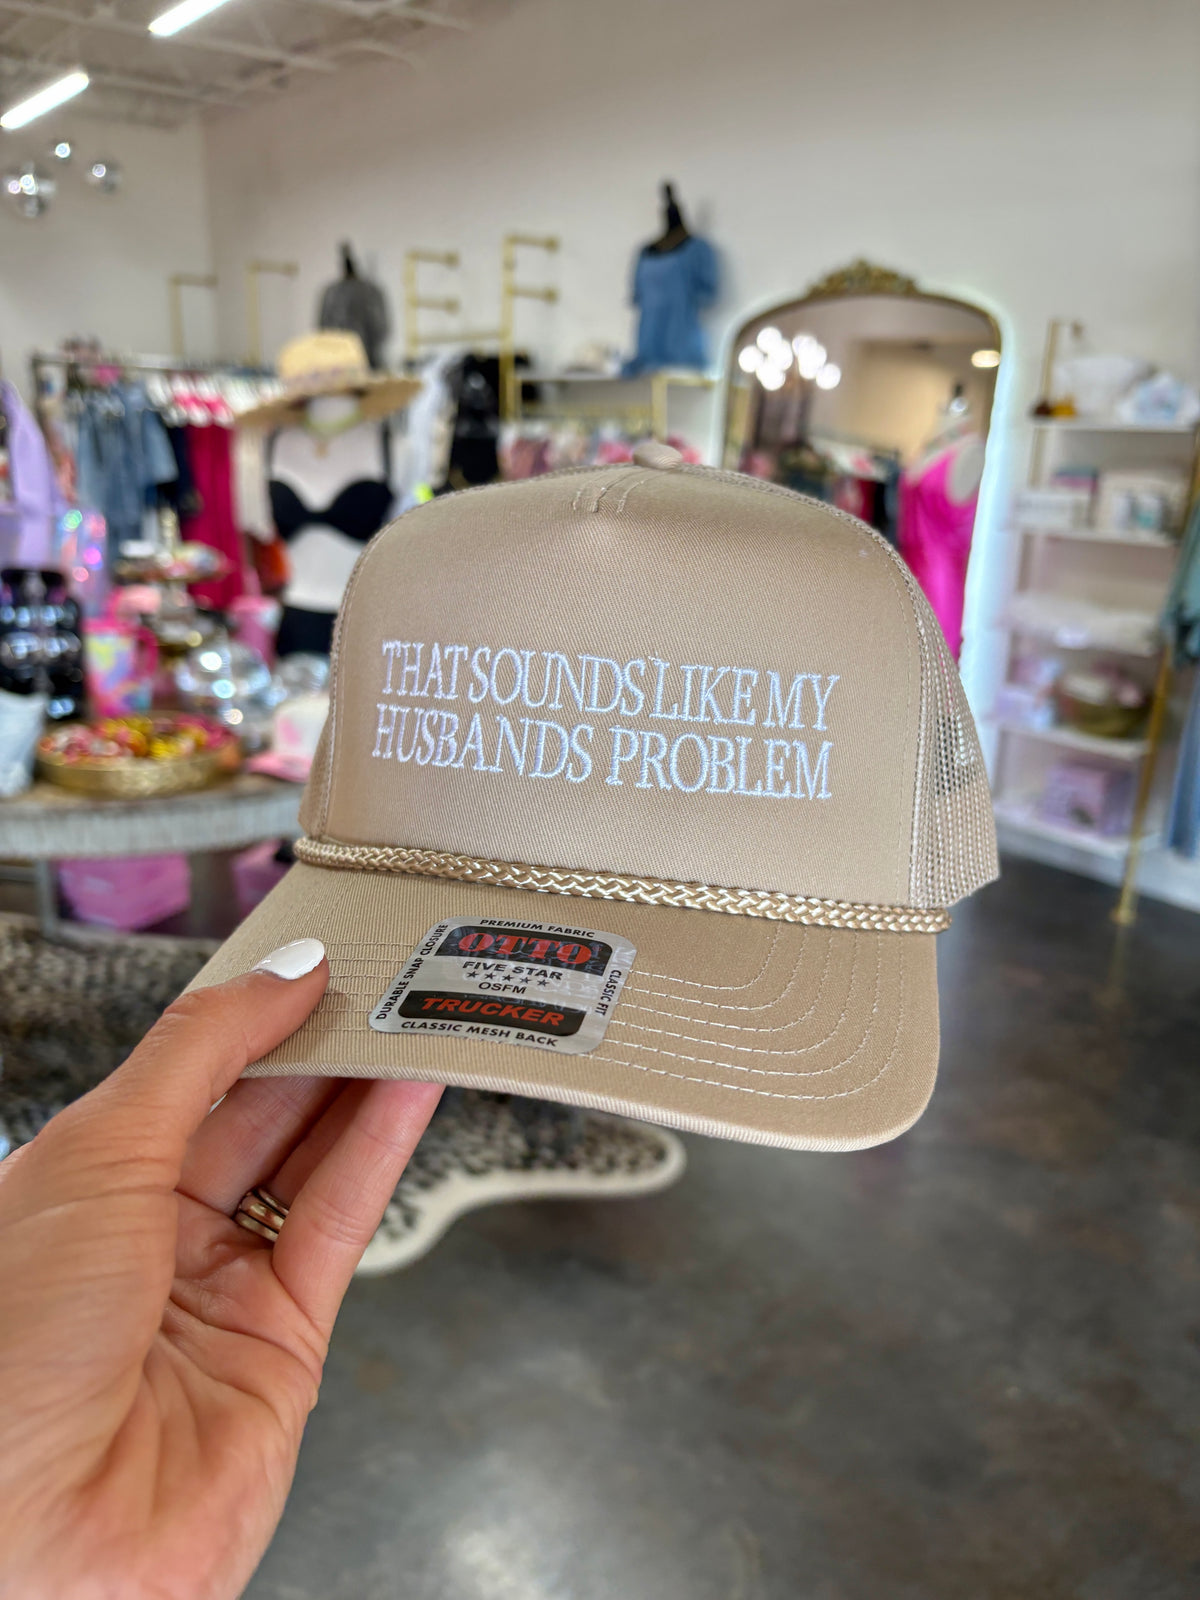 THAT SOUNDS LIKE MY
HUSBANDS PROBLEM
PREMIUM FABRIC
DURABLE SNAP CLOSURE
OTTO
FIVE STAR
★★★★★
OSFM
TRUCKER
CLASSIC FIT
CLASSIC MESH BACK